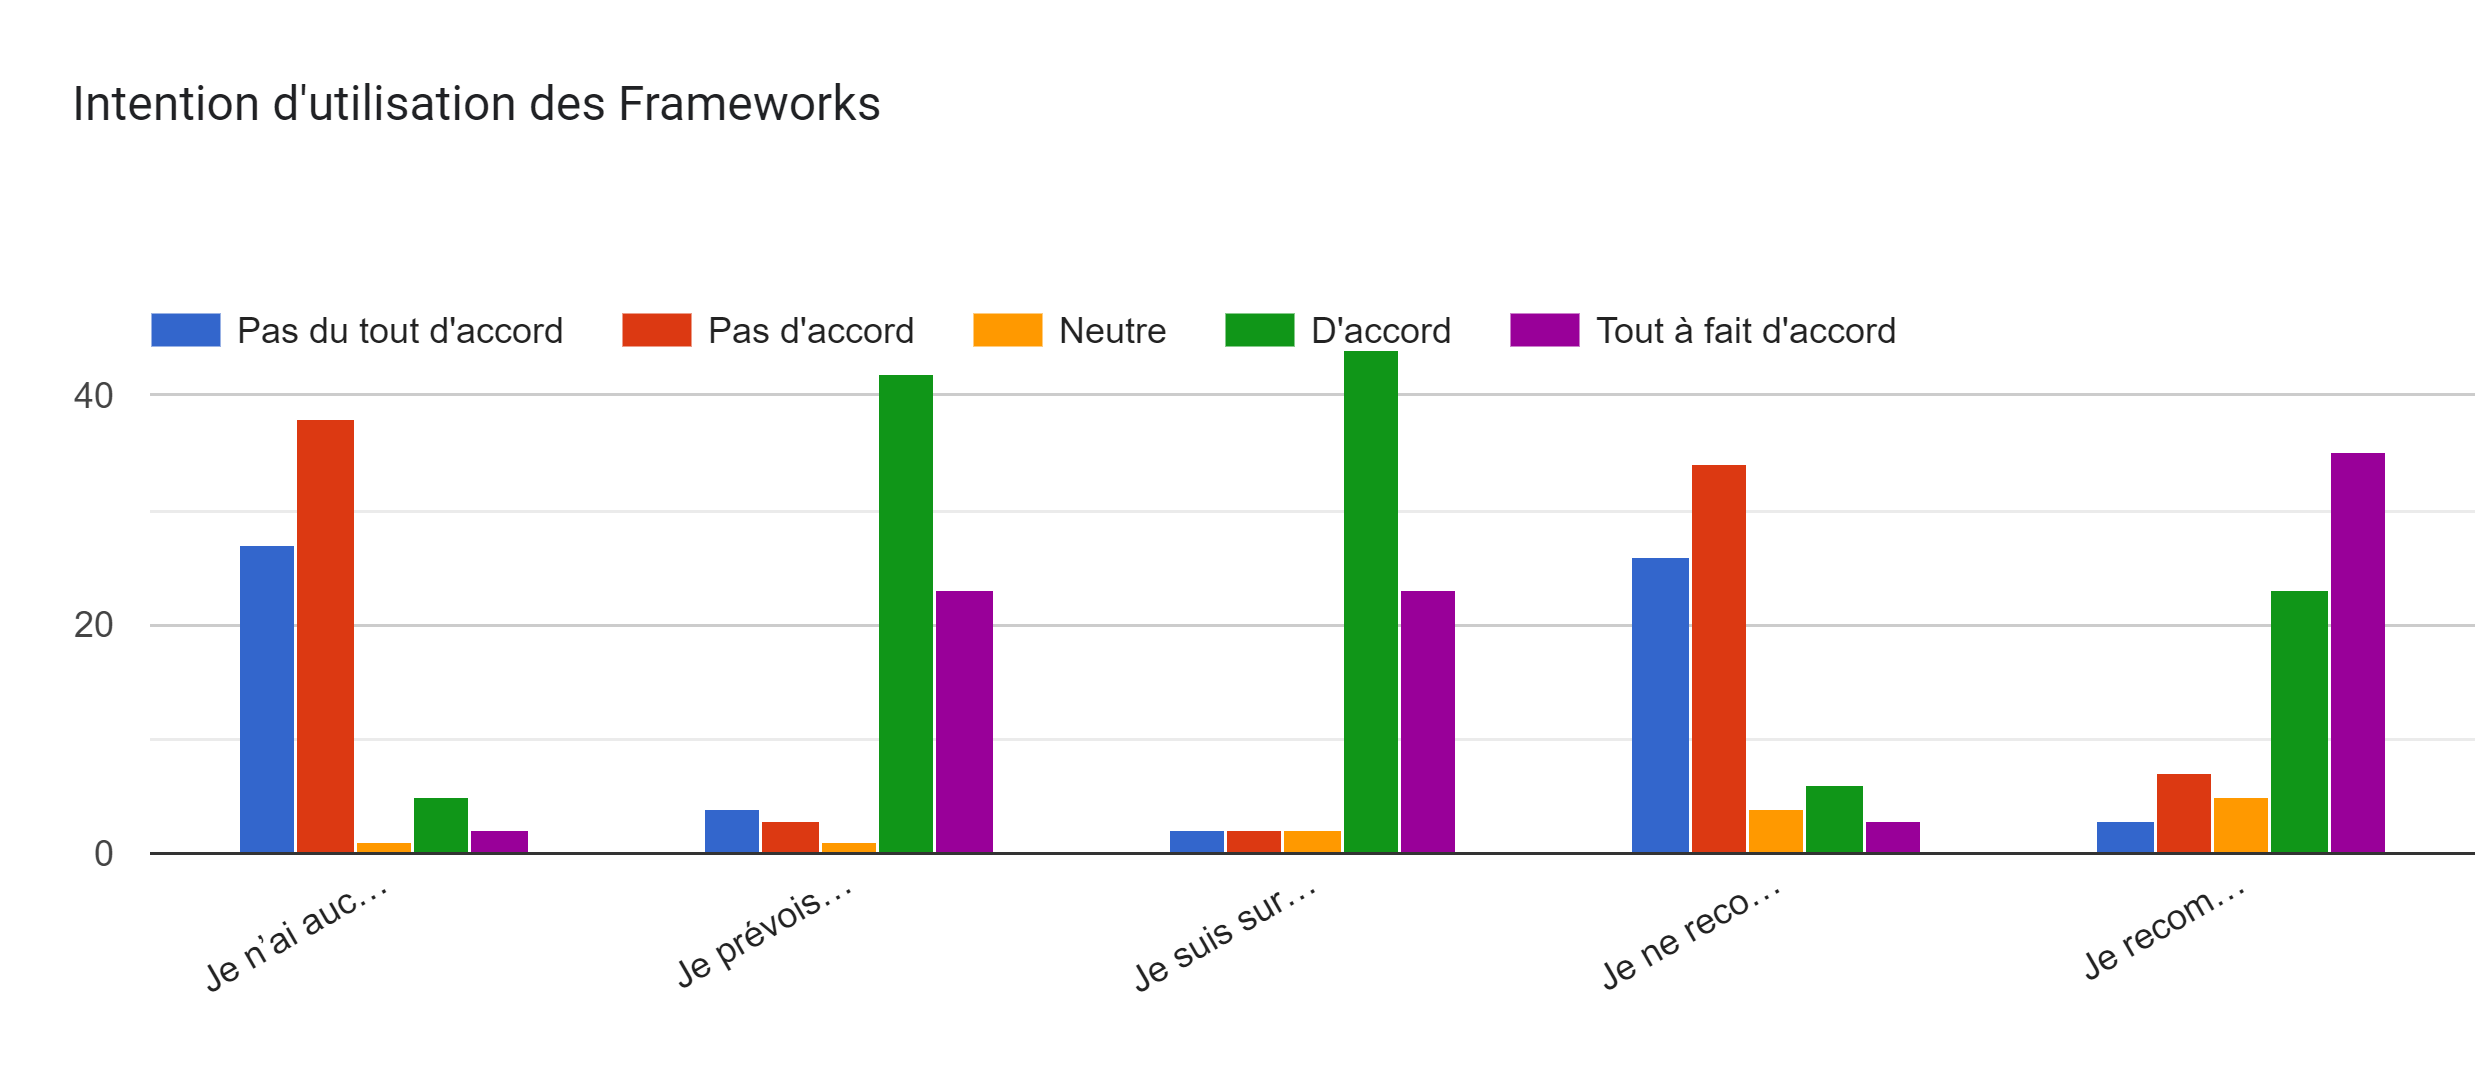 Intention d'utilisation des Frameworks
Pas du tout d'accord
Pas d'accord
Neutre
D'accord
Tout à fait d'accord
40
20
0
Je n’ai auc…
Je prévois…
Je suis sur…
Je ne reco…
Je recom…